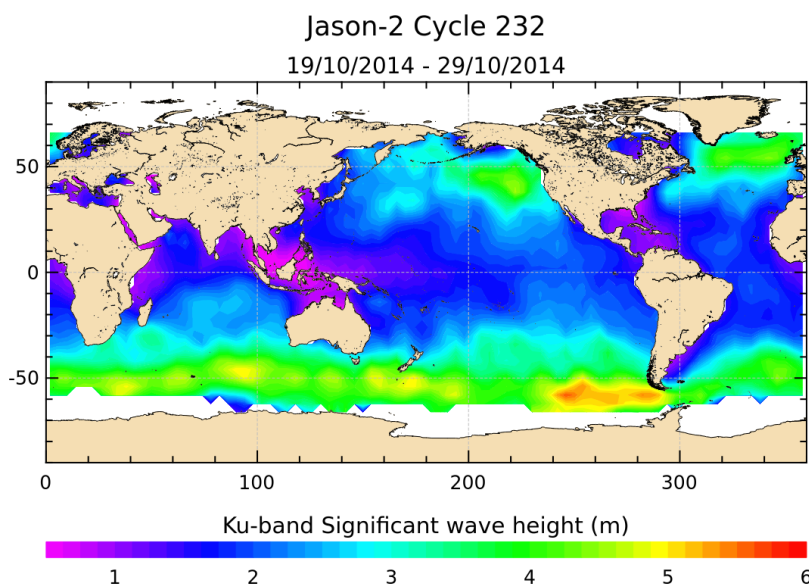 Jason-2 Cycle 232
19/10/2014 - 29/10/2014
50
0
-50
0 100 200 300
Ku-band Significant wave height (m)
1 2 3 4 5 6